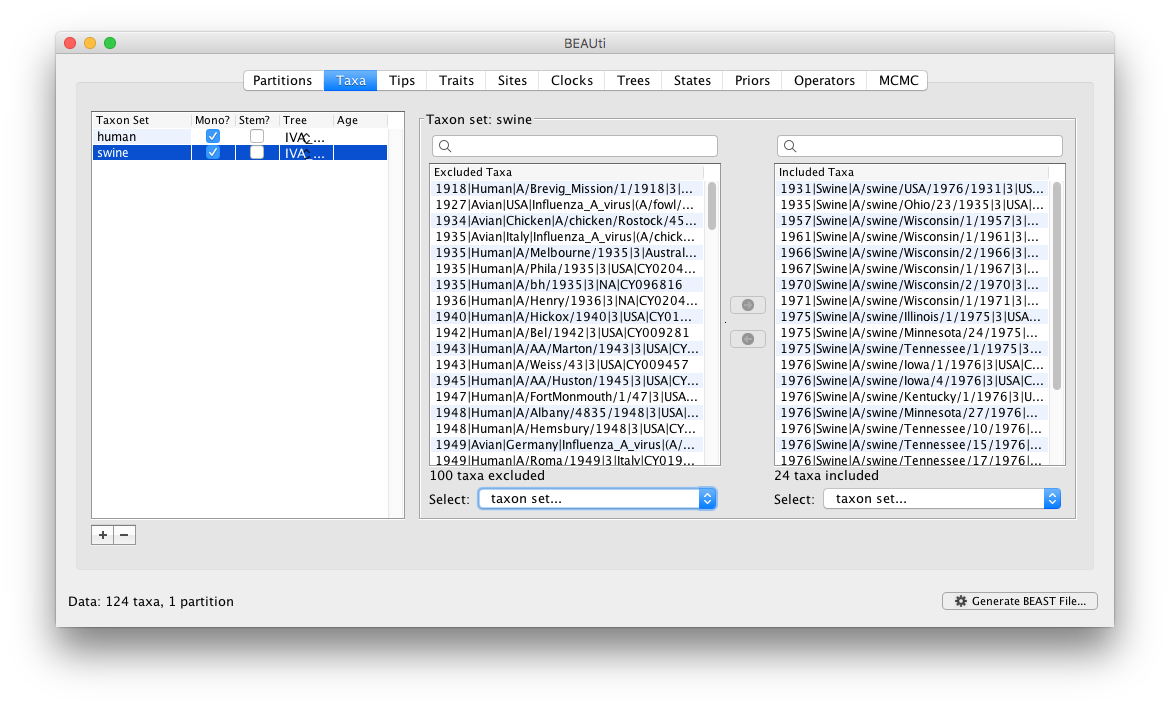 BEAUti
Partitions Taxa Tips Traits Sites Clocks Trees States Priors Operators MCMC
Taxon Set Mono? Stem? Tree Age
human IVA_...
swine IVA_...
+ −
Taxon set: swine
Excluded Taxa
1918|Human|A/Brevig_Mission/1/1918|3|...
1927|Avian|USA|Influenza_A_virus|(A/fowl/...
1934|Avian|Chicken|A/chicken/Rostock/45...
1935|Avian|Italy|Influenza_A_virus|(A/chick...
1935|Human|A/Melbourne/1935|3|Austral...
1935|Human|A/Phila/1935|3|USA|CY0204...
1935|Human|A/bh/1935|3|NA|CY096816
1936|Human|A/Henry/1936|3|NA|CY0204...
1940|Human|A/Hickox/1940|3|USA|CY01...
1942|Human|A/Bel/1942|3|USA|CY009281
1943|Human|A/AA/Marton/1943|3|USA|CY...
1943|Human|A/Weiss/43|3|USA|CY009457
1945|Human|A/AA/Huston/1945|3|USA|CY...
1947|Human|A/FortMonmouth/1/47|3|USA...
1948|Human|A/Albany/4835/1948|3|USA|...
1948|Human|A/Hemsbury/1948|3|USA|CY...
1949|Avian|Germany|Influenza_A_virus|(A/...
1949|Human|A/Roma/1949|3|Italy|CY019...
100 taxa excluded
Select: taxon set...
Included Taxa
1931|Swine|A/swine/USA/1976/1931|3|US...
1935|Swine|A/swine/Ohio/23/1935|3|USA|...
1957|Swine|A/swine/Wisconsin/1/1957|3|...
1961|Swine|A/swine/Wisconsin/1/1961|3|...
1966|Swine|A/swine/Wisconsin/2/1966|3|...
1967|Swine|A/swine/Wisconsin/1/1967|3|...
1970|Swine|A/swine/Wisconsin/2/1970|3|...
1971|Swine|A/swine/Wisconsin/1/1971|3|...
1975|Swine|A/swine/Illinois/1/1975|3|USA...
1975|Swine|A/swine/Minnesota/24/1975|...
1975|Swine|A/swine/Tennessee/1/1975|3...
1976|Swine|A/swine/Iowa/1/1976|3|USA|C...
1976|Swine|A/swine/Iowa/4/1976|3|USA|C...
1976|Swine|A/swine/Kentucky/1/1976|3|U...
1976|Swine|A/swine/Minnesota/27/1976|...
1976|Swine|A/swine/Tennessee/10/1976|...
1976|Swine|A/swine/Tennessee/15/1976|...
1976|Swine|A/swine/Tennessee/17/1976|...
24 taxa included
Select: taxon set...
Data: 124 taxa, 1 partition
Generate BEAST File...